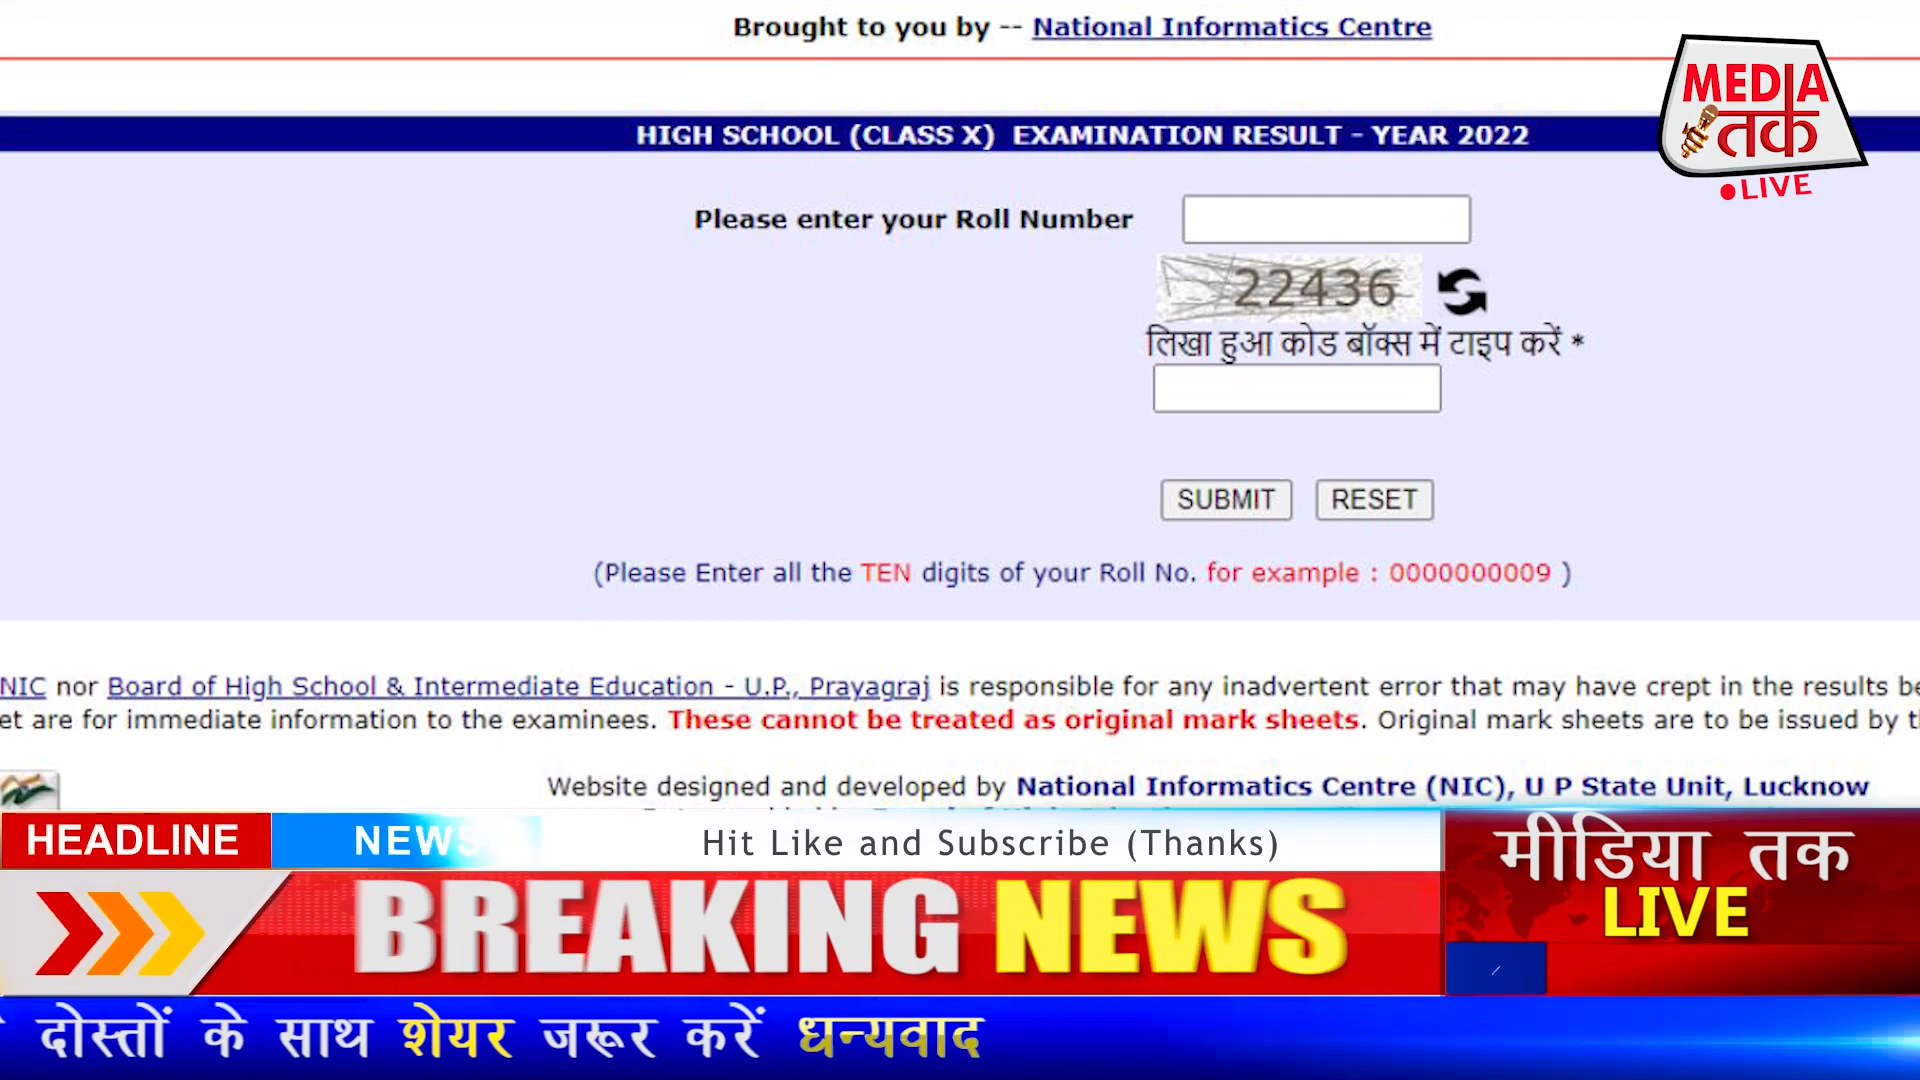 Brought to you by -- National Informatics Centre
MEDIA
तक
LIVE
HIGH SCHOOL (CLASS X) EXAMINATION RESULT - YEAR 2022
Please enter your Roll Number
22436
लिखा हुआ कोड बॉक्स में टाइप करें *
SUBMIT RESET
(Please Enter all the TEN digits of your Roll No. for example : 0000000009 )
NIC nor Board of High School & Intermediate Education - U.P., Prayagraj is responsible for any inadvertent error that may have crept in the results
et are for immediate information to the examinees. These cannot be treated as original mark sheets. Original mark sheets are to be issued by
Website designed and developed by National Informatics Centre (NIC), U P State Unit, Lucknow
HEADLINE NEWS Hit Like and Subscribe (Thanks)
मीडिया तक
LIVE
BREAKING NEWS
दोस्तों के साथ शेयर जरूर करें धन्यवाद